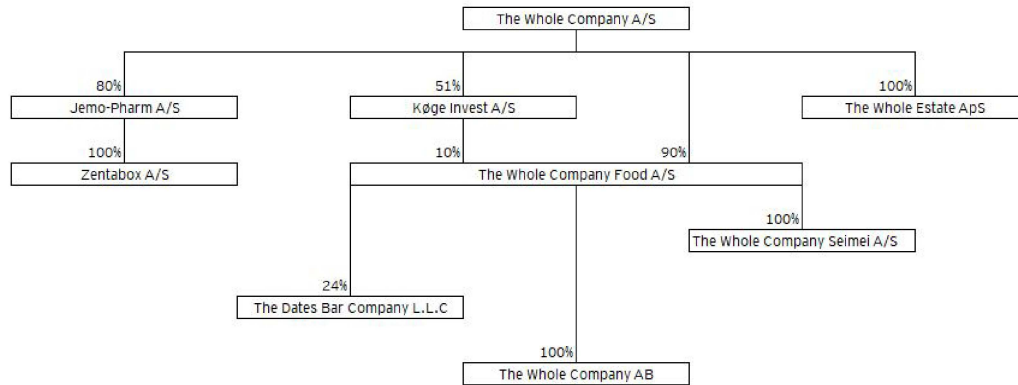 The Whole Company A/S
80%
51%
100%
Jemo-Pharm A/S
Køge Invest A/S
The Whole Estate ApS
100%
10%
90%
Zentabox A/S
The Whole Company Food A/S
100%
The Whole Company Seimei A/S
24%
The Dates Bar Company L.L.C
100%
The Whole Company AB